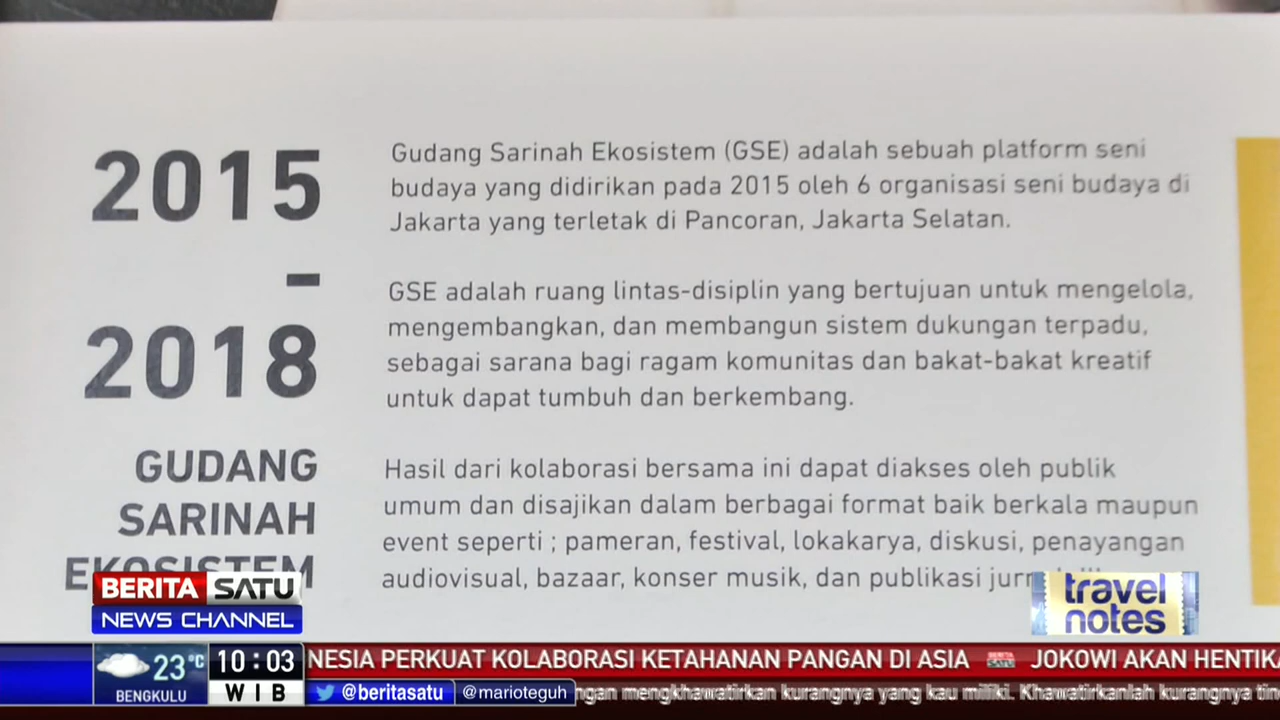 2015
-
2018
GUDANG
SARINAH
EKOSISTEM
Gudang Sarinah Ekosistem (GSE) adalah sebuah platform seni
budaya yang didirikan pada 2015 oleh 6 organisasi seni budaya di
Jakarta yang terletak di Pancoran, Jakarta Selatan.
GSE adalah ruang lintas-disiplin yang bertujuan untuk mengelola,
mengembangkan, dan membangun sistem dukungan terpadu,
sebagai sarana bagi ragam komunitas dan bakat-bakat kreatif
untuk dapat tumbuh dan berkembang.
Hasil dari kolaborasi bersama ini dapat diakses oleh publik
umum dan disajikan dalam berbagai format baik berkala maupun
event seperti ; pameran, festival, lokakarya, diskusi, penayangan
audiovisual, bazaar, konser musik, dan publikasi
BERITA SATU
NEWS CHANNEL
travel
notes
23°C
BENGKULU
10:03
WIB
NESIA PERKUAT KOLABORASI KETAHANAN PANGAN DI ASIA
JOKOWI AKAN HENTIKA
@beritasatu
@marioteguh
ngan mengkhawatirkan kurangnya yang kau miliki. Khawatirkanlah kurangnya